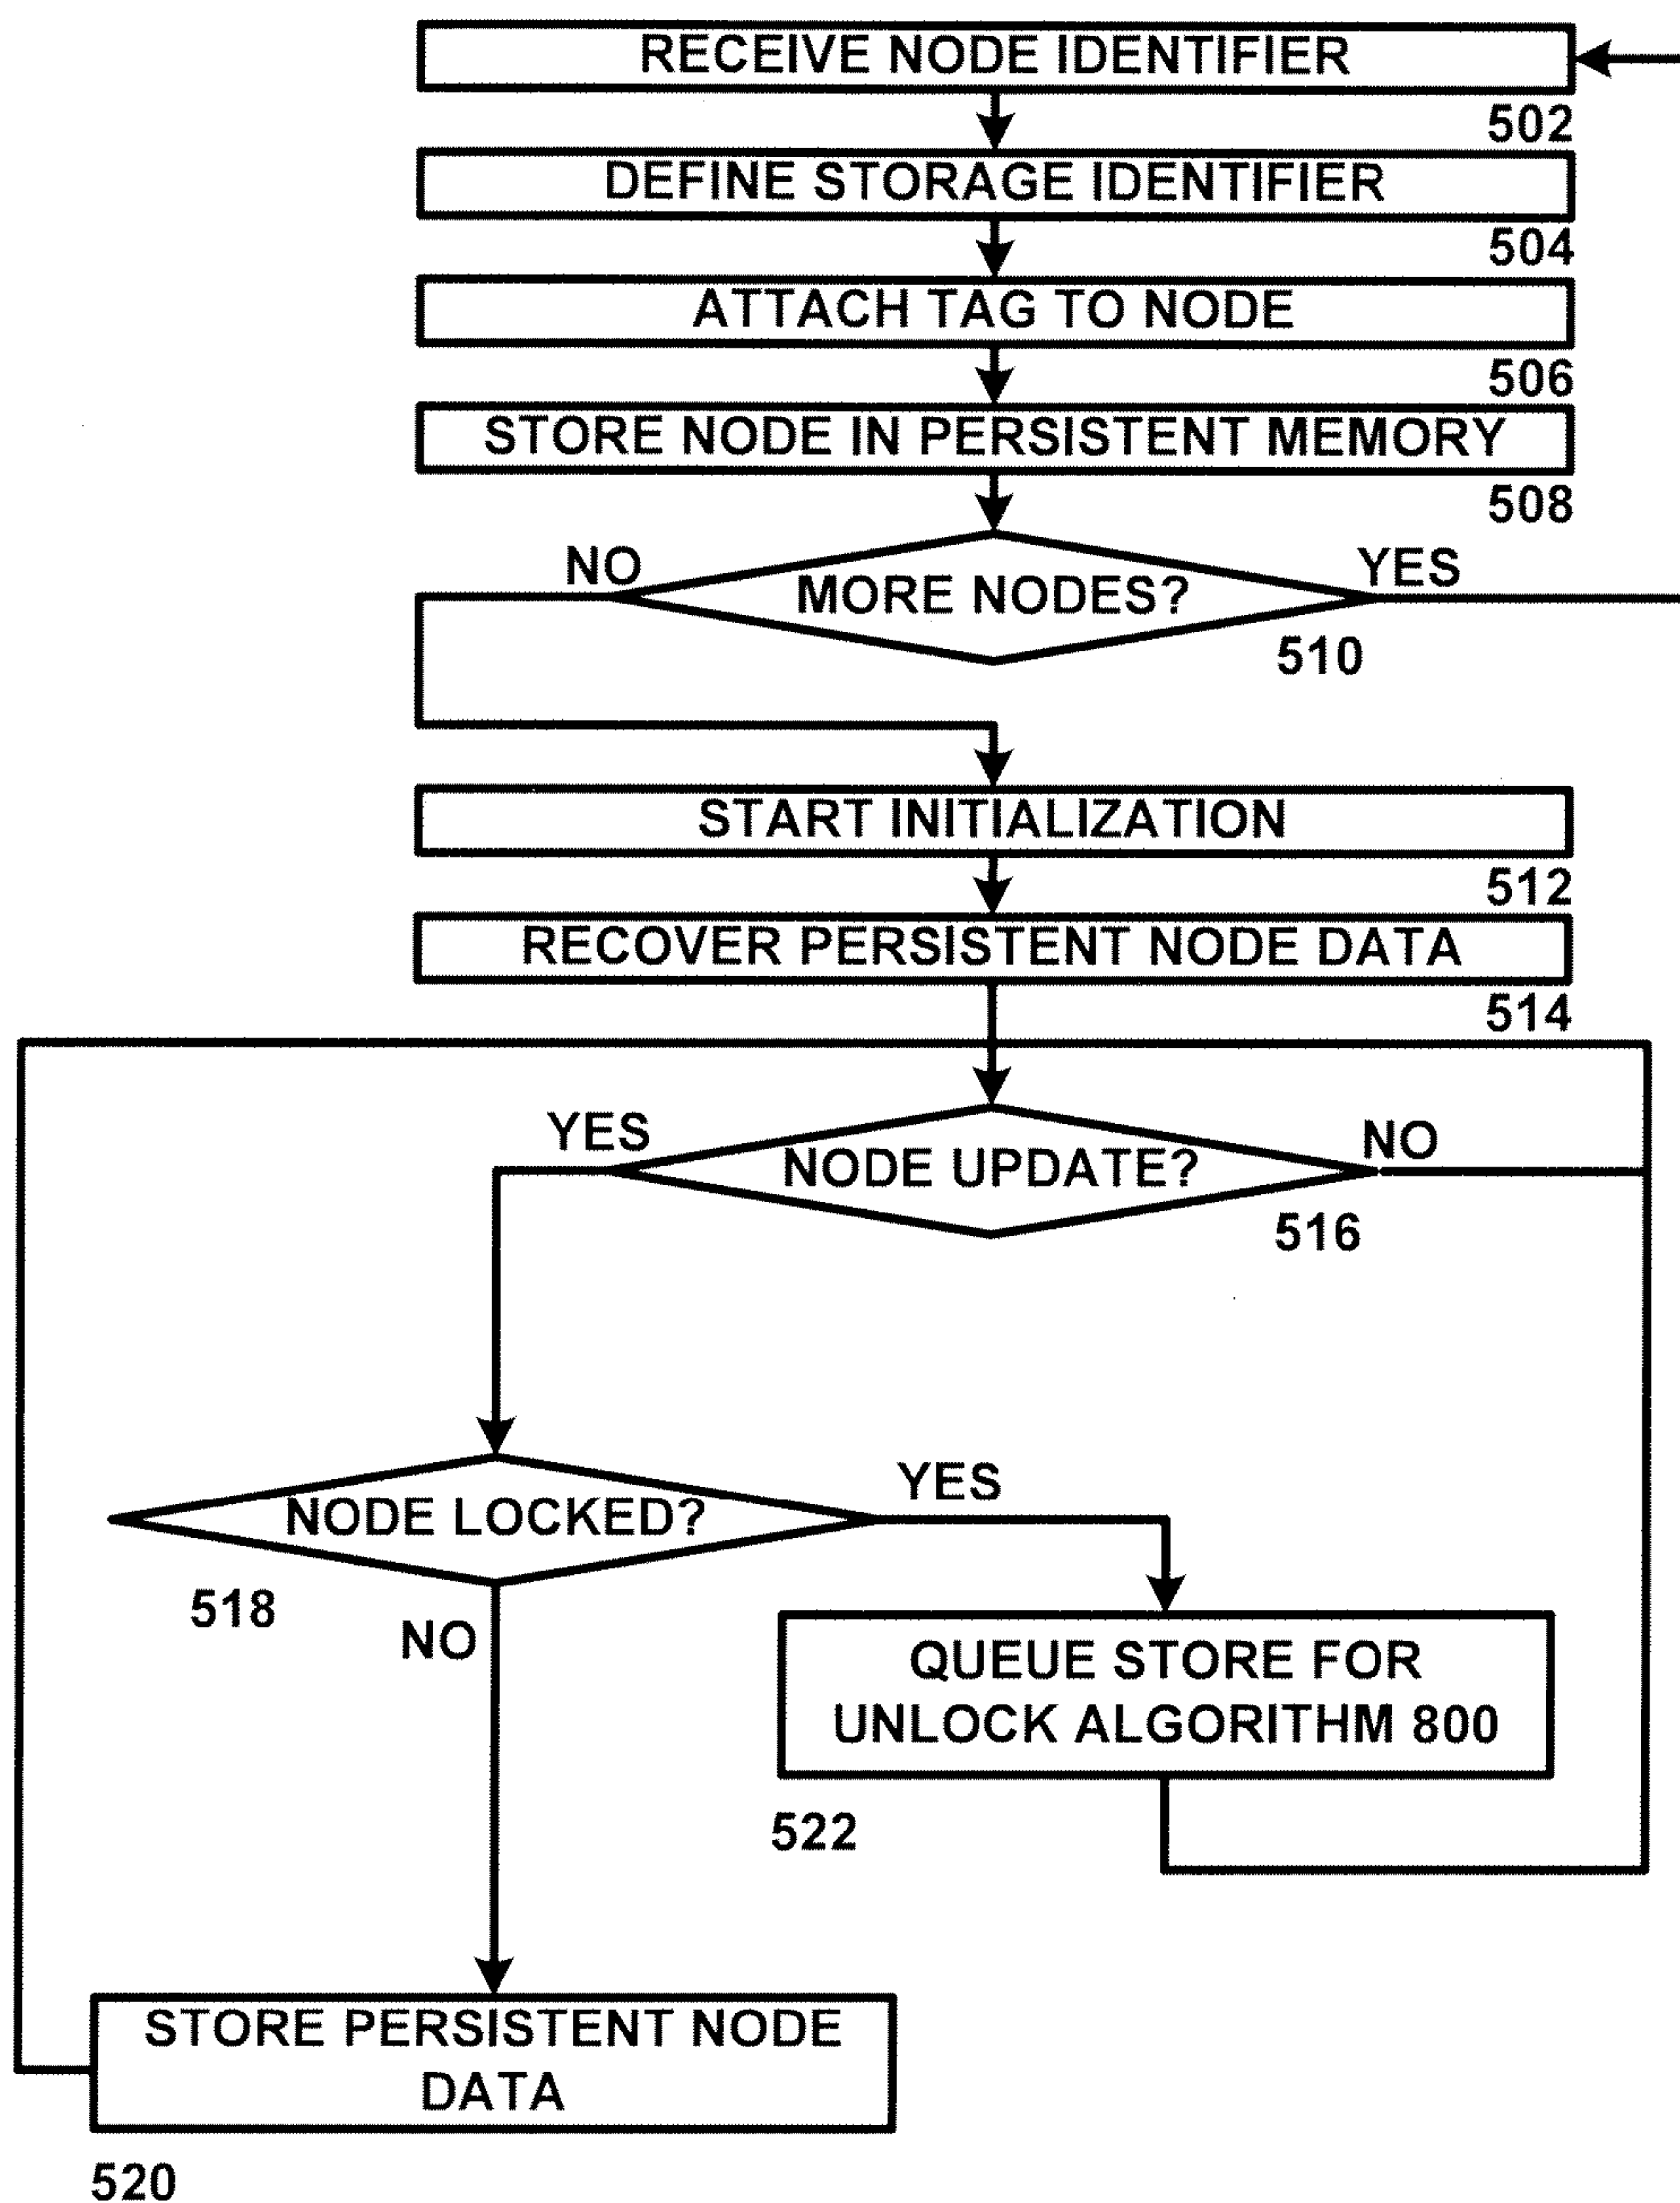 RECEIVE NODE IDENTIFIER
502
DEFINE STORAGE IDENTIFIER
504
ATTACH TAG TO NODE
506
STORE NODE IN PERSISTENT MEMORY
508
NO
YES
MORE NODES?
510
START INITIALIZATION
512
RECOVER PERSISTENT NODE DATA
514
YES
NO
NODE UPDATE?
516
YES
NODE LOCKED?
518
NO
QUEUE STORE FOR
UNLOCK ALGORITHM 800
522
STORE PERSISTENT NODE
DATA
520